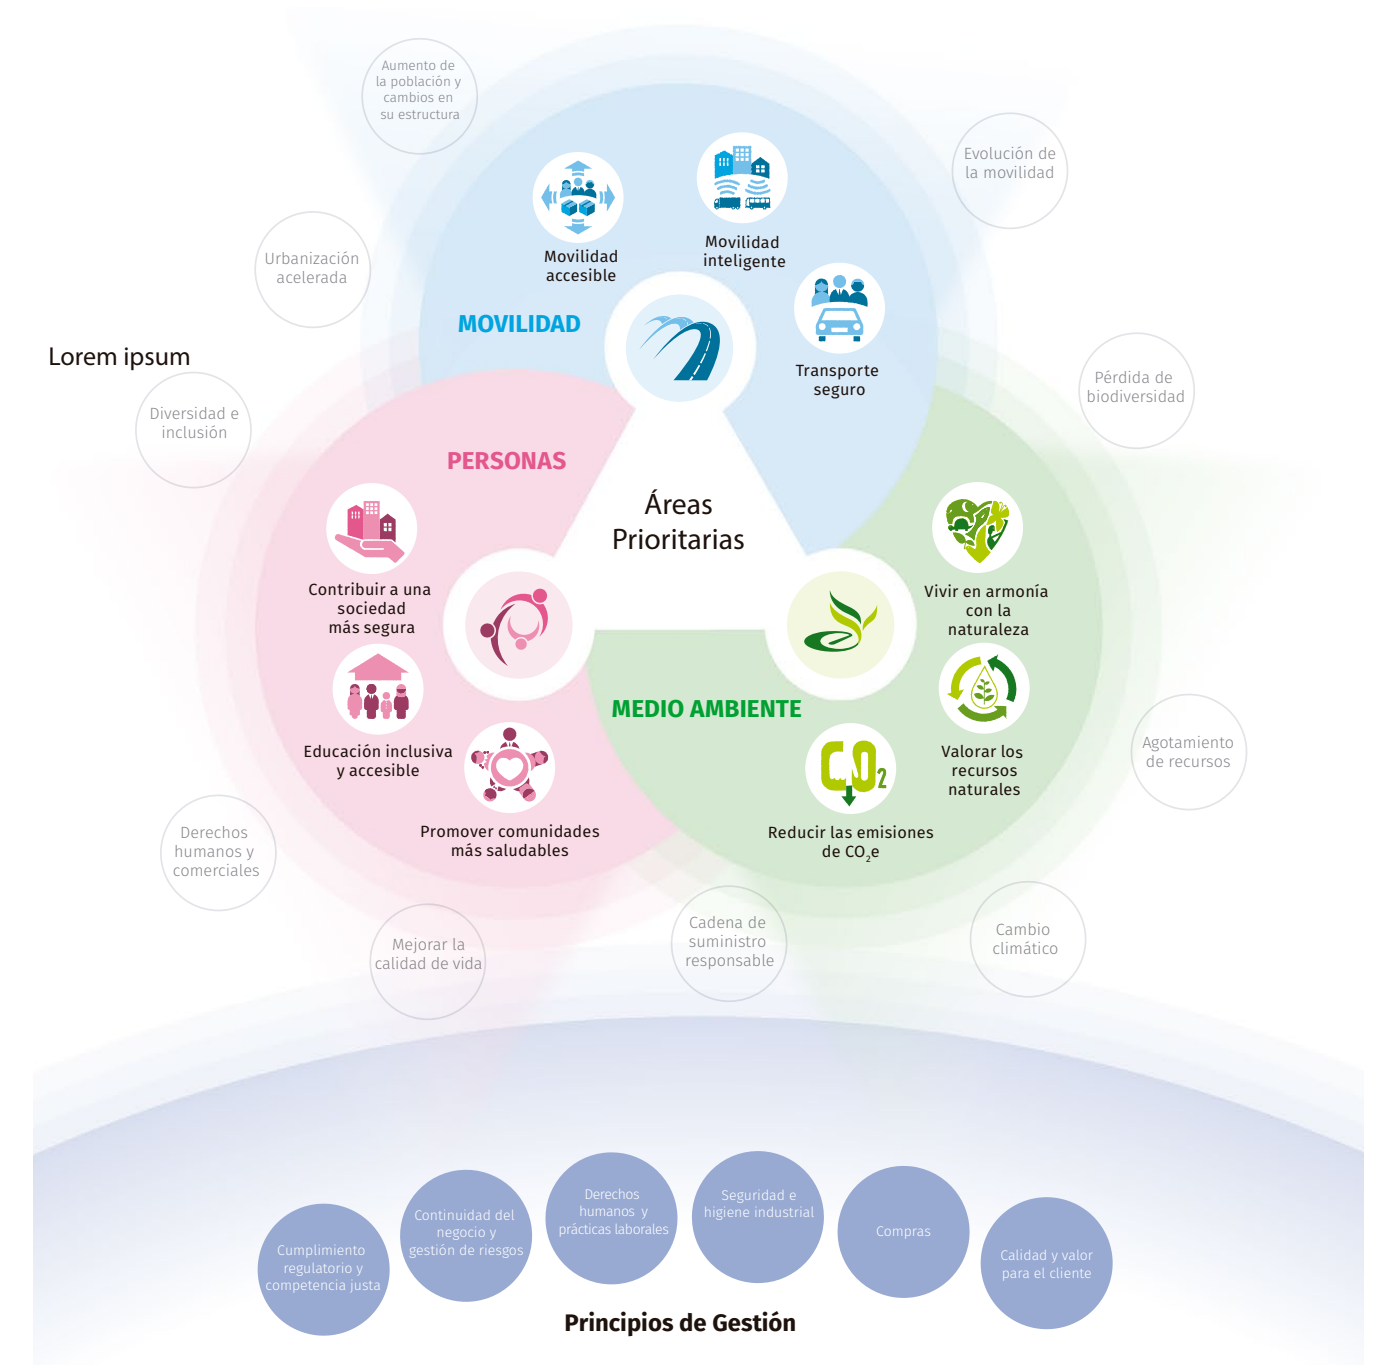 Aumento de
la población y
cambios en
su estructura
Evolución de
la movilidad
Movilidad
accesible
Movilidad
inteligente
Urbanización
acelerada
MOVILIDAD
Transporte
seguro
Lorem ipsum
Pérdida de
biodiversidad
Diversidad e
inclusión
PERSONAS
Áreas
Prioritarias
Contribuir a una
sociedad
más segura
Vivir en armonía
con la
naturaleza
MEDIO AMBIENTE
Educación inclusiva
y accesible
CO2
Valorar los
recursos
naturales
Agotamiento
de recursos
Promover comunidades
más saludables
Reducir las emisiones
de CO₂e
Derechos
humanos y
comerciales
Mejorar la
calidad de vida
Cadena de
suministro
responsable
Cambio
climático
Cumplimiento
regulatorio y
competencia justa
Continuidad del
negocio y
gestión de riesgos
Derechos
humanos y
prácticas laborales
Seguridad e
higiene industrial
Compras
Calidad y valor
para el cliente
Principios de Gestión